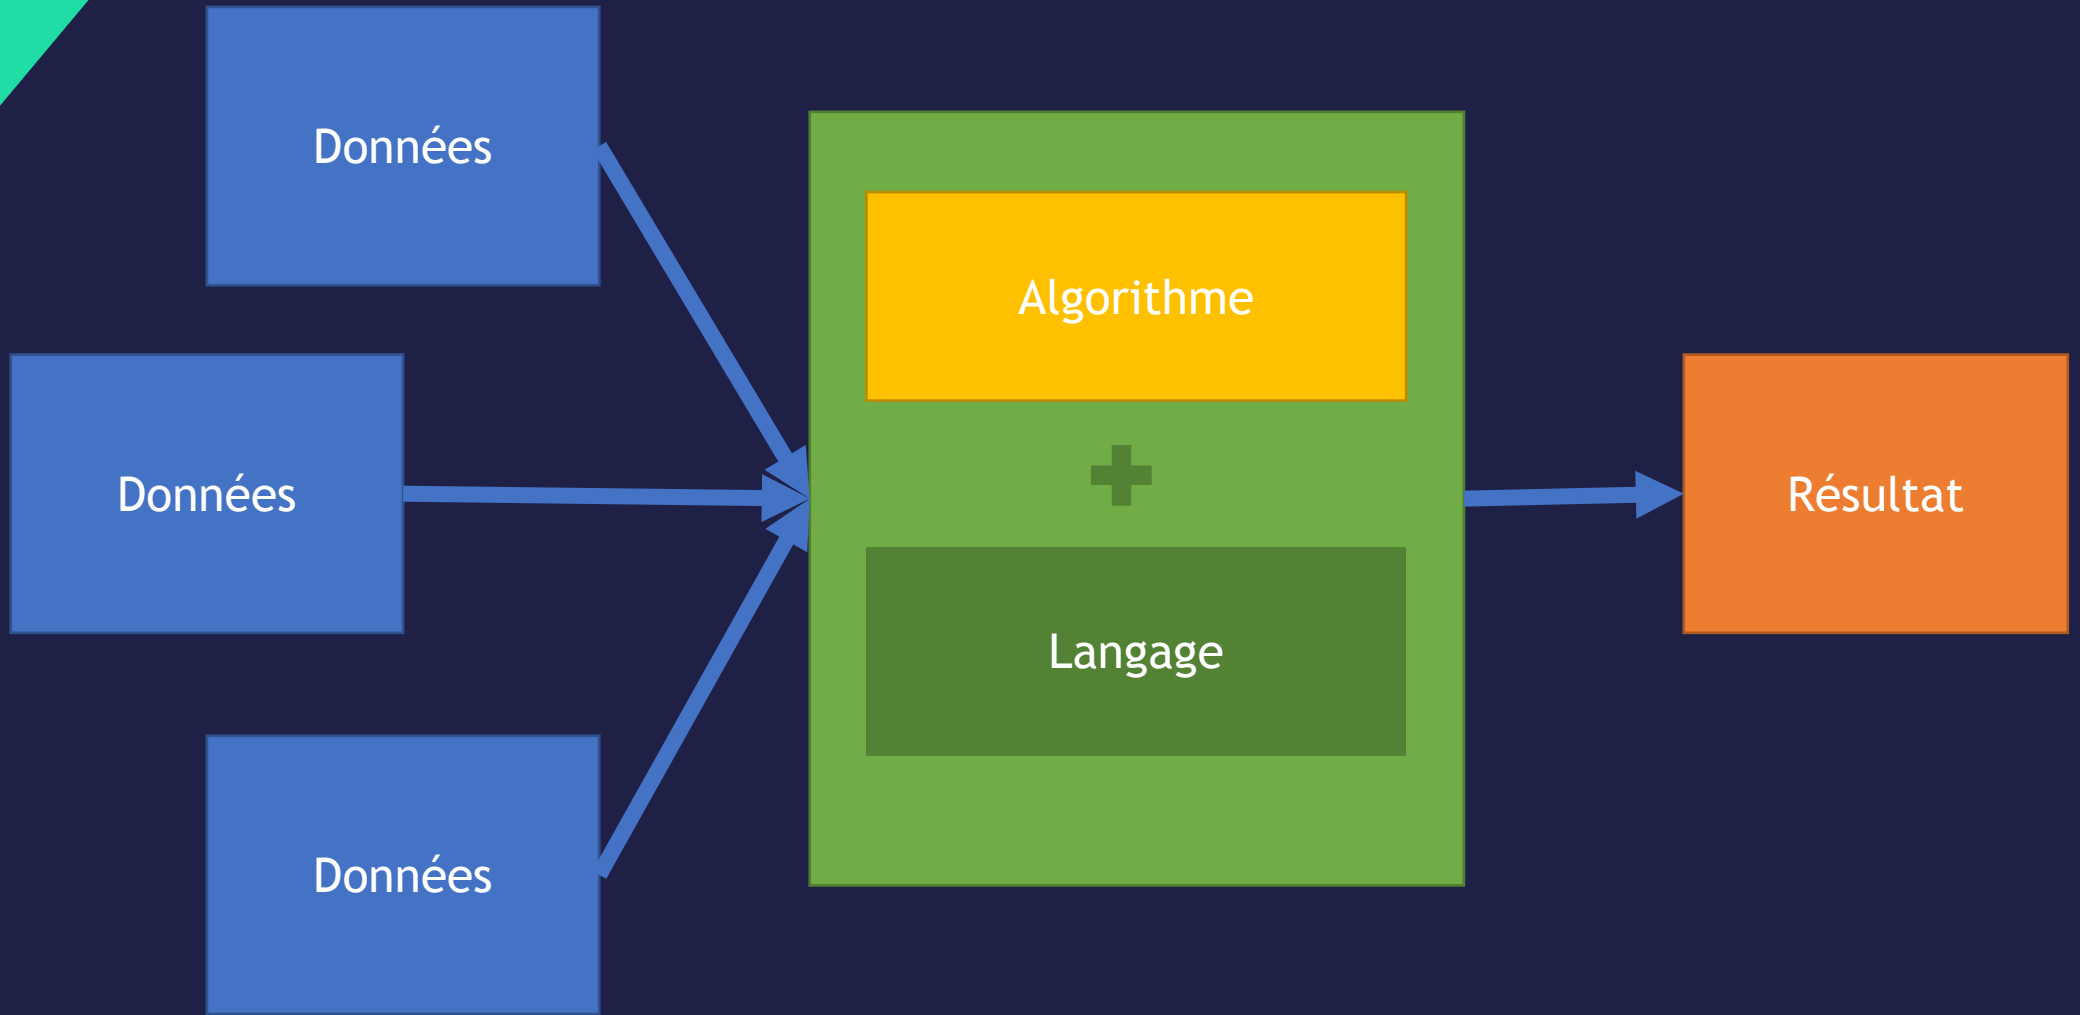 Données
Données
Données
Algorithme
Langage
Résultat